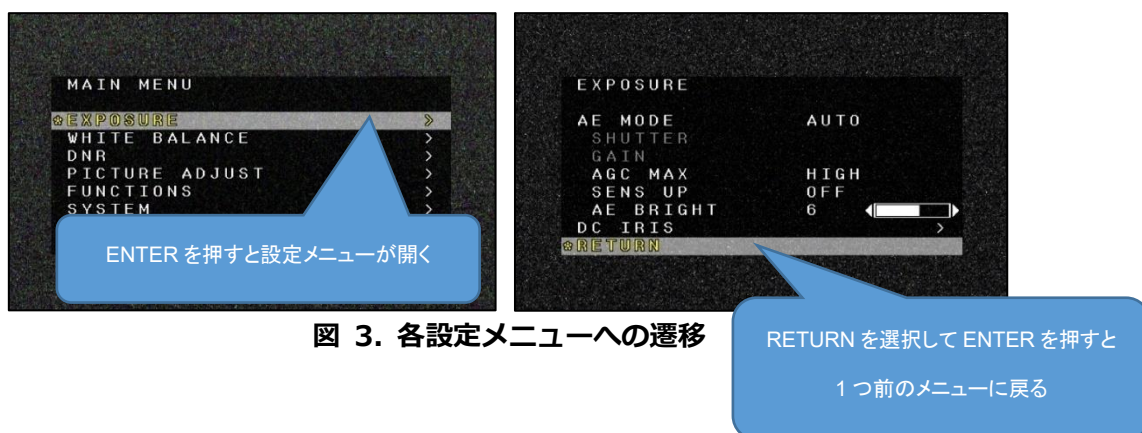 MAIN MENU
✿EXPOSURE >
WHITE BALANCE >
DNR >
PICTURE ADJUST >
FUNCTIONS >
SYSTEM >
ENTER を押すと設定メニューが開く
EXPOSURE
AE MODE AUTO
SHUTTER
GAIN
AGC MAX HIGH
SENS UP OFF
AE BRIGHT 6
DC IRIS >
✿RETURN
RETURN を選択して ENTER を押すと
1 つ前のメニューに戻る
図 3. 各設定メニューへの遷移